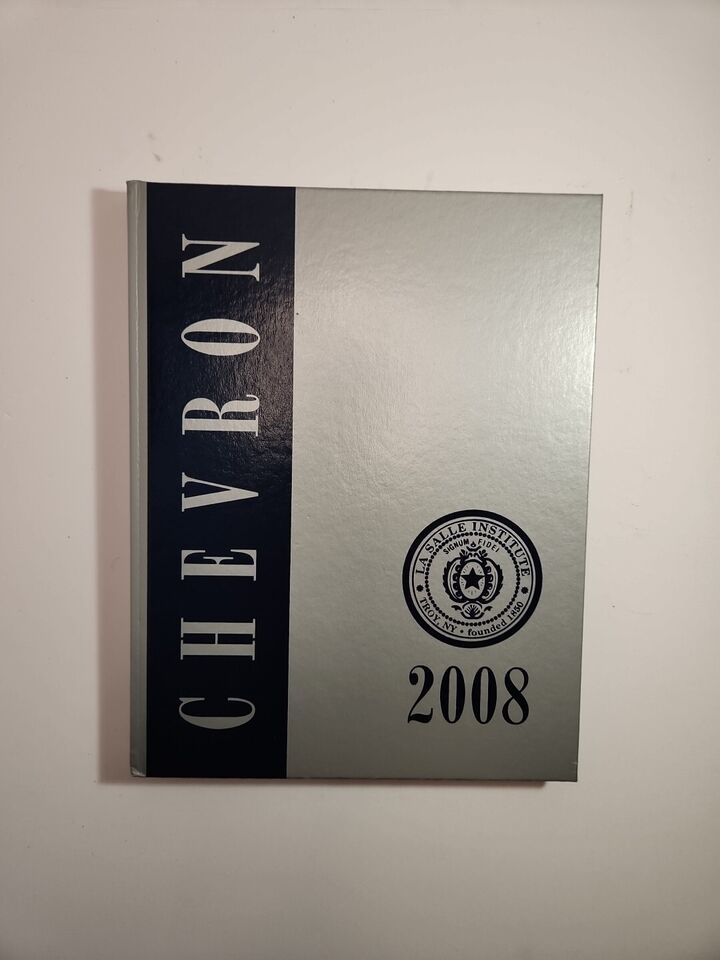 CHEVRON
LA SALLE INSTITUTE
SIGNUM FIDEI
TROY, NY • founded 1850
2008